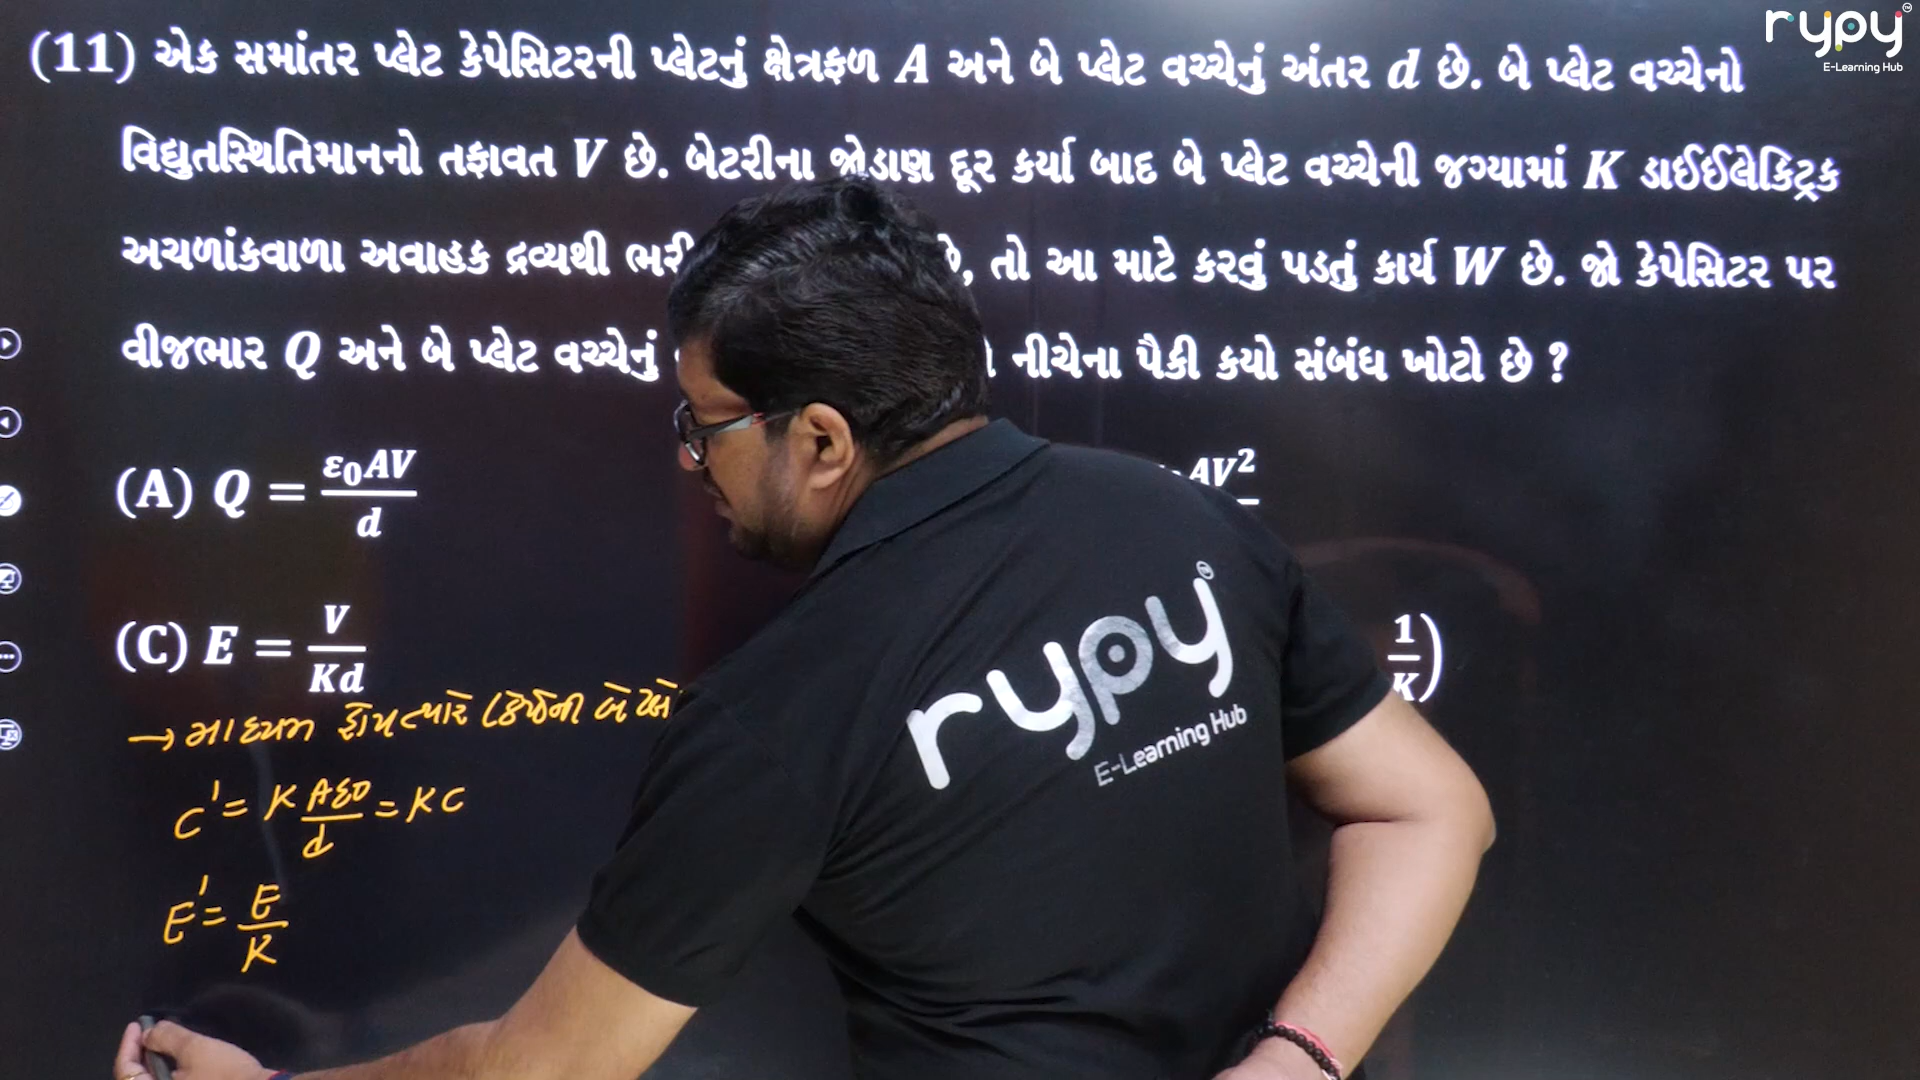 rypy
E-Learning Hub
(11) એક સમાંતર પ્લેટ કેપેસિટરની પ્લેટનું ક્ષેત્રફળ A અને બે પ્લેટ વચ્ચેનું અંતર d છે. બે પ્લેટ વચ્ચેનો
વિદ્યુતસ્થિતિમાનનો તફાવત V છે. બેટરીના જોડાણ દૂર કર્યા બાદ બે પ્લેટ વચ્ચેની જગ્યામાં K ડાઈઈલેક્ટ્રિક
અચળાંકવાળા અવાહક દ્રવ્યથી ભરી છે, તો આ માટે કરવું પડતું કાર્ય W છે. જો કેપેસિટર પર
વીજભાર Q અને બે પ્લેટ વચ્ચેનું નીચેના પૈકી કયો સંબંધ ખોટો છે ?
(A) Q = ε₀AV/d
AV²
(C) E = V/Kd
1/K)
→ માધ્યમ હોય ત્યારે
C' = K Aε0/d = KC
E' = E/K
rypy
E-Learning Hub